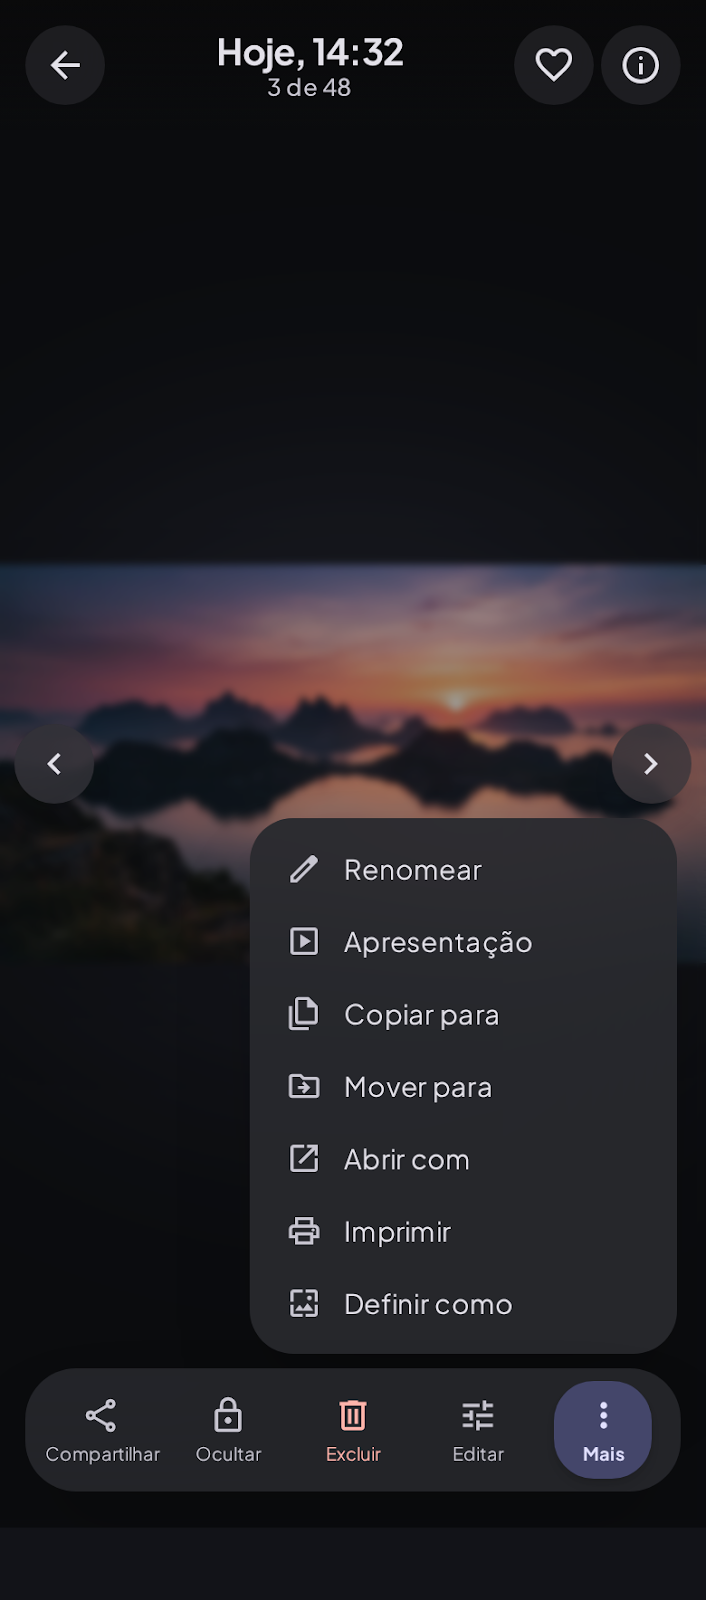 Hoje, 14:32
3 de 48
Renomear
Apresentação
Copiar para
Mover para
Abrir com
Imprimir
Definir como
Compartilhar
Ocultar
Excluir
Editar
Mais